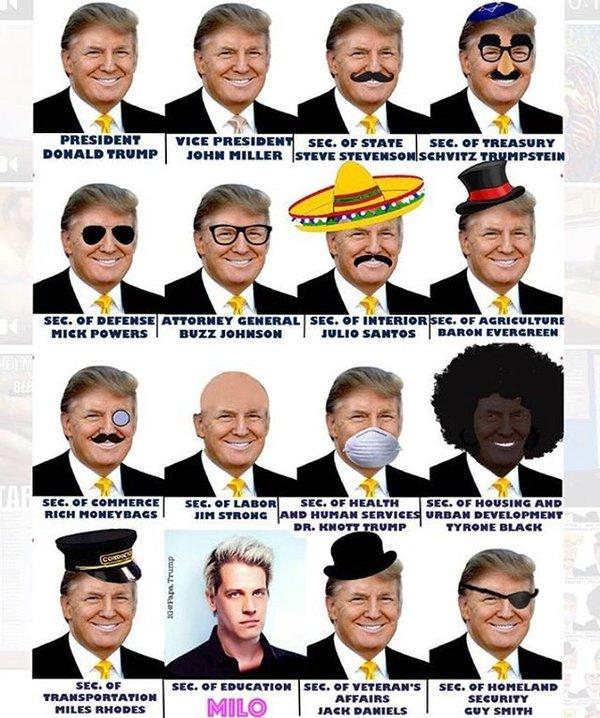 PRESIDENT
DONALD TRUMP
VICE PRESIDENT
JOHN MILLER
SEC. OF STATE
STEVE STEVENSON
SEC. OF TREASURY
SCHVITZ TRUMPSTEIN
SEC. OF DEFENSE
MICK POWERS
ATTORNEY GENERAL
BUZZ JOHNSON
SEC. OF INTERIOR
JULIO SANTOS
SEC. OF AGRICULTURE
BARON EVERGREEN
SEC. OF COMMERCE
RICH MONEYBAGS
SEC. OF LABOR
JIM STRONG
SEC. OF HEALTH
AND HUMAN SERVICES
DR. KNOTT TRUMP
SEC. OF HOUSING AND
URBAN DEVELOPMENT
TYRONE BLACK
SEC. OF
TRANSPORTATION
MILES RHODES
IG@Papa.Trump
SEC. OF EDUCATION
MILO
SEC. OF VETERAN'S
AFFAIRS
JACK DANIELS
SEC. OF HOMELAND
SECURITY
GUY SMITH